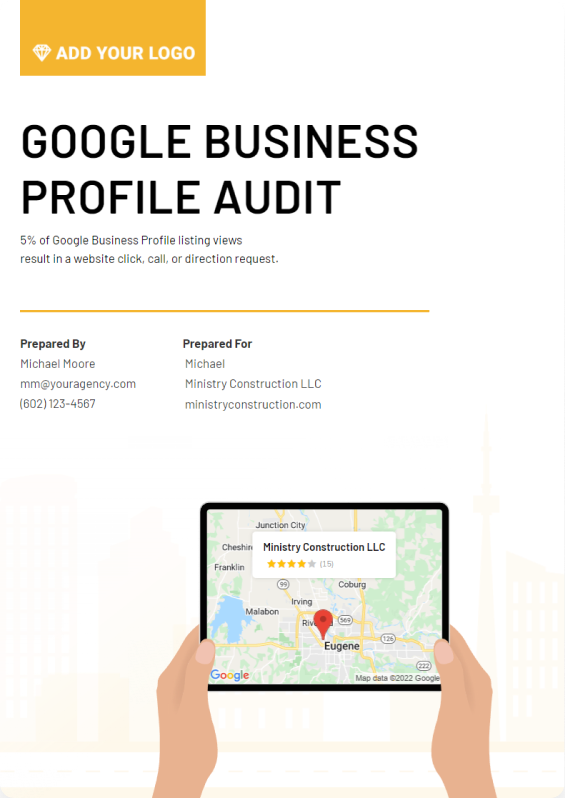 ADD YOUR LOGO
GOOGLE BUSINESS
PROFILE AUDIT
5% of Google Business Profile listing views
result in a website click, call, or direction request.
Prepared By
Michael Moore
mm@youragency.com
(602) 123-4567
Prepared For
Michael
Ministry Construction LLC
ministryconstruction.com
Junction City
Cheshire
Ministry Construction LLC
(15)
Franklin
99
Coburg
Irving
Malabon
Riv
569
126
Eugene
222
Google
Map data ©2022 Google